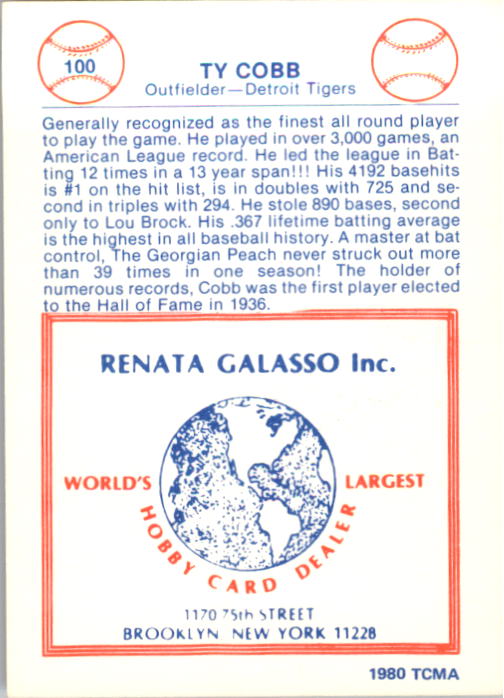 100
TY COBB
Outfielder—Detroit Tigers
Generally recognized as the finest all round player
to play the game. He played in over 3,000 games, an
American League record. He led the league in Bat-
ting 12 times in a 13 year span!!! His 4192 basehits
is #1 on the hit list, is in doubles with 725 and se-
cond in triples with 294. He stole 890 bases, second
only to Lou Brock. His .367 lifetime batting average
is the highest in all baseball history. A master at bat
control, The Georgian Peach never struck out more
than 39 times in one season! The holder of
numerous records, Cobb was the first player elected
to the Hall of Fame in 1936.
RENATA GALASSO Inc.
WORLD'S LARGEST
HOBBY CARD DEALER
1170 75th STREET
BROOKLYN NEW YORK 11228
1980 TCMA